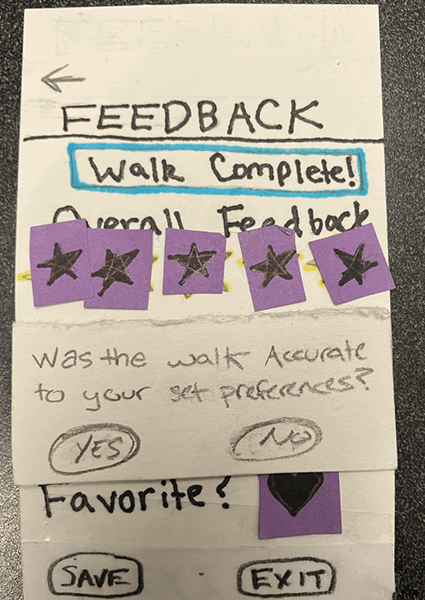 FEEDBACK
Walk Complete!
Overall Feedback
Was the walk Accurate
to your set preferences?
YES NO
Favorite?
SAVE EXIT